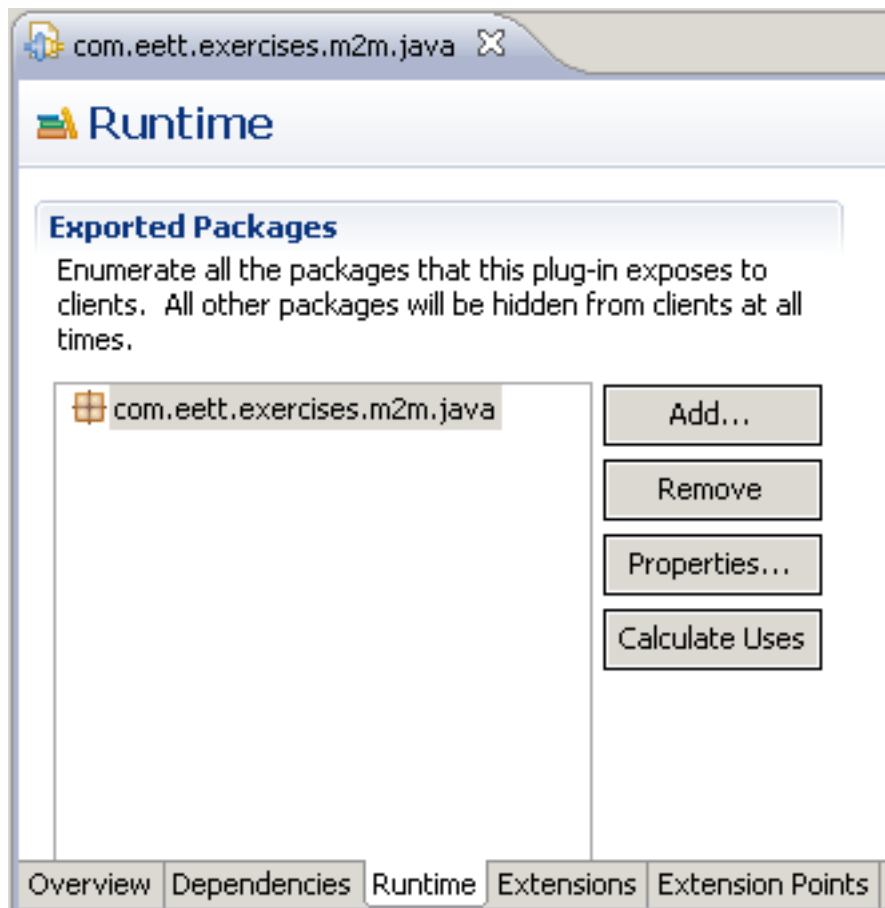 com.eett.exercises.m2m.java
Runtime
Exported Packages
Enumerate all the packages that this plug-in exposes to
clients.  All other packages will be hidden from clients at all
times.
com.eett.exercises.m2m.java
Add...
Remove
Properties...
Calculate Uses
Overview Dependencies Runtime Extensions Extension Points